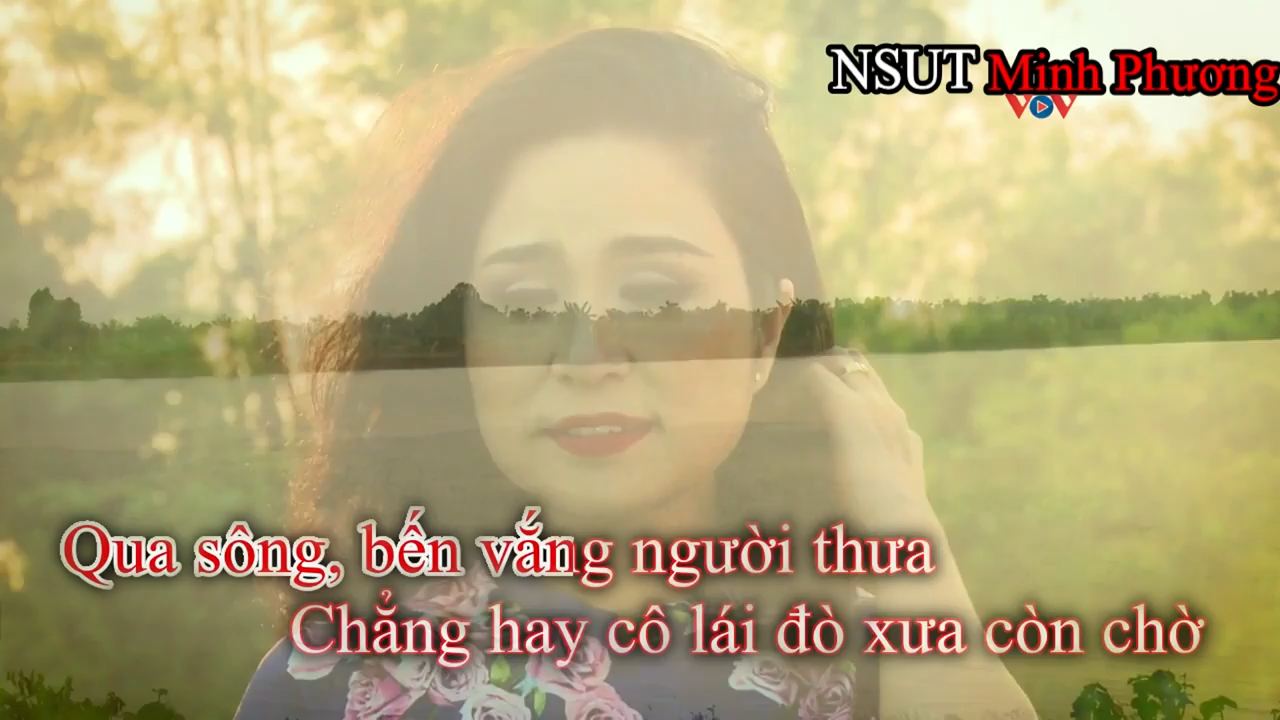 NSUT Minh Phương
VOV
Qua sông, bến vắng người thưa
Chẳng hay cô lái đò xưa còn chờ